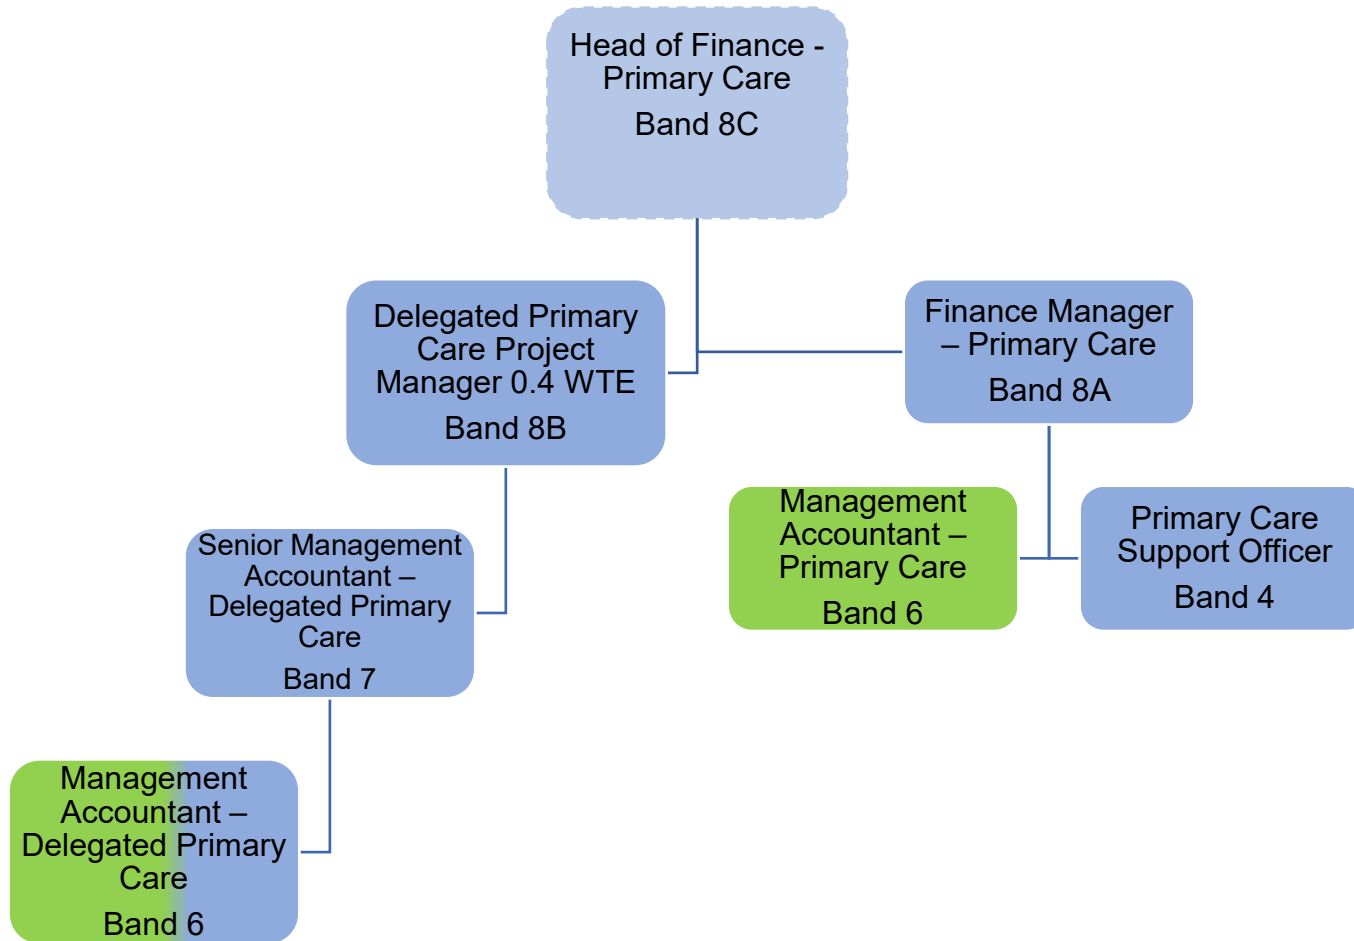 Head of Finance -
Primary Care
Band 8C
Delegated Primary
Care Project
Manager 0.4 WTE
Band 8B
Finance Manager
– Primary Care
Band 8A
Senior Management
Accountant –
Delegated Primary
Care
Band 7
Management
Accountant –
Primary Care
Band 6
Primary Care
Support Officer
Band 4
Management
Accountant –
Delegated Primary
Care
Band 6